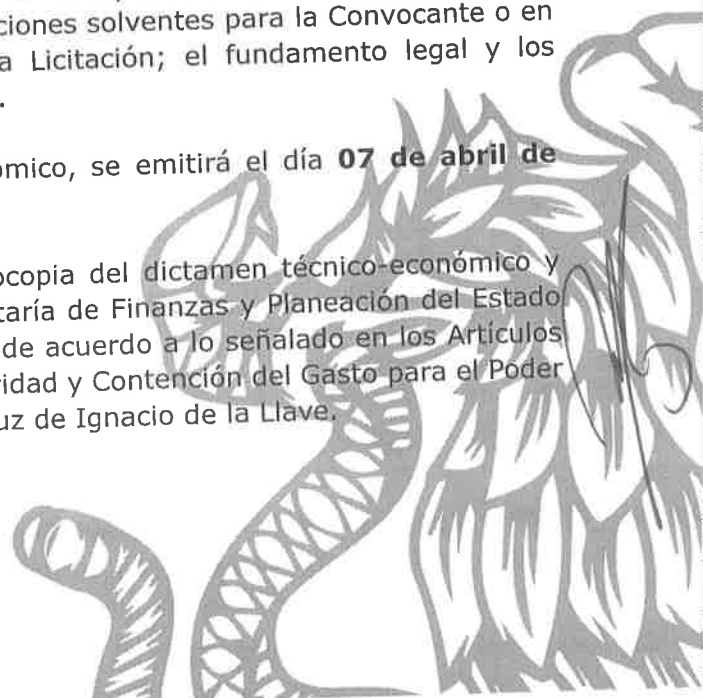 ciones solventes para la Convocante o en
a Licitación; el fundamento legal y los
.
ómico, se emitirá el día 07 de abril de
ocopia del dictamen técnico-económico y
taría de Finanzas y Planeación del Estado
de acuerdo a lo señalado en los Artículos
ridad y Contención del Gasto para el Poder
uz de Ignacio de la Llave.